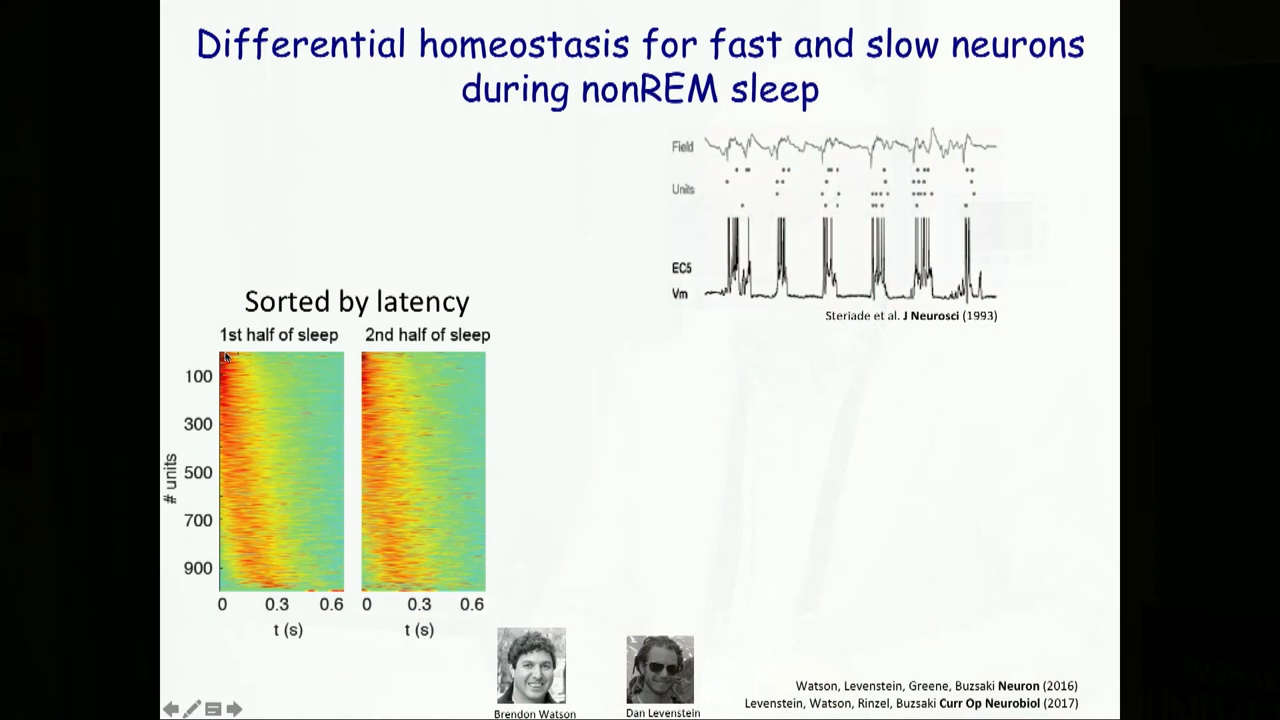 Differential homeostasis for fast and slow neurons
during nonREM sleep
Field
Units
EC5
Vm
Steriade et al. J Neurosci (1993)
Sorted by latency
1st half of sleep
2nd half of sleep
100
300
500
700
900
# units
0 0.3 0.6
0 0.3 0.6
t (s)
t (s)
Brendon Watson
Dan Levenstein
Watson, Levenstein, Greene, Buzsaki Neuron (2016)
Levenstein, Watson, Rinzel, Buzsaki Curr Op Neurobiol (2017)